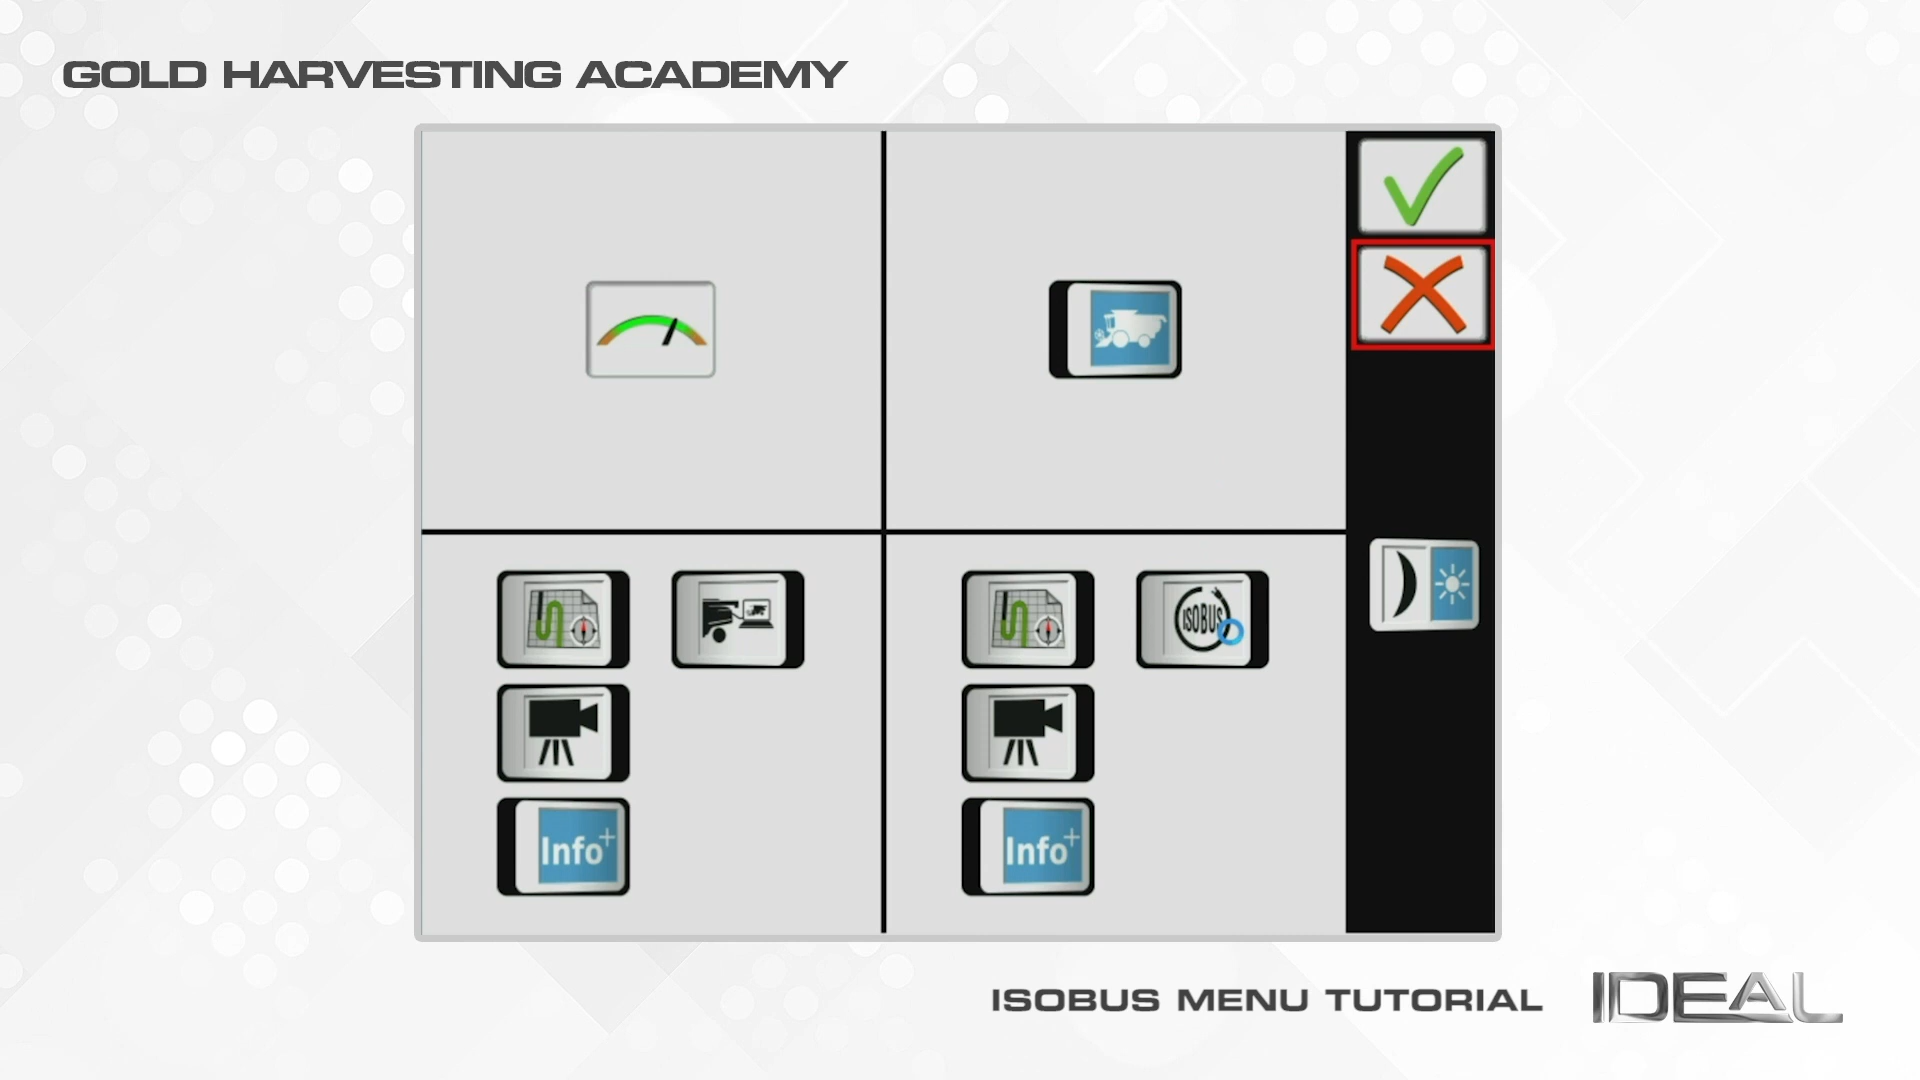 GOLD HARVESTING ACADEMY
ISOBUS
Info+
Info+
ISOBUS MENU TUTORIAL
IDEAL